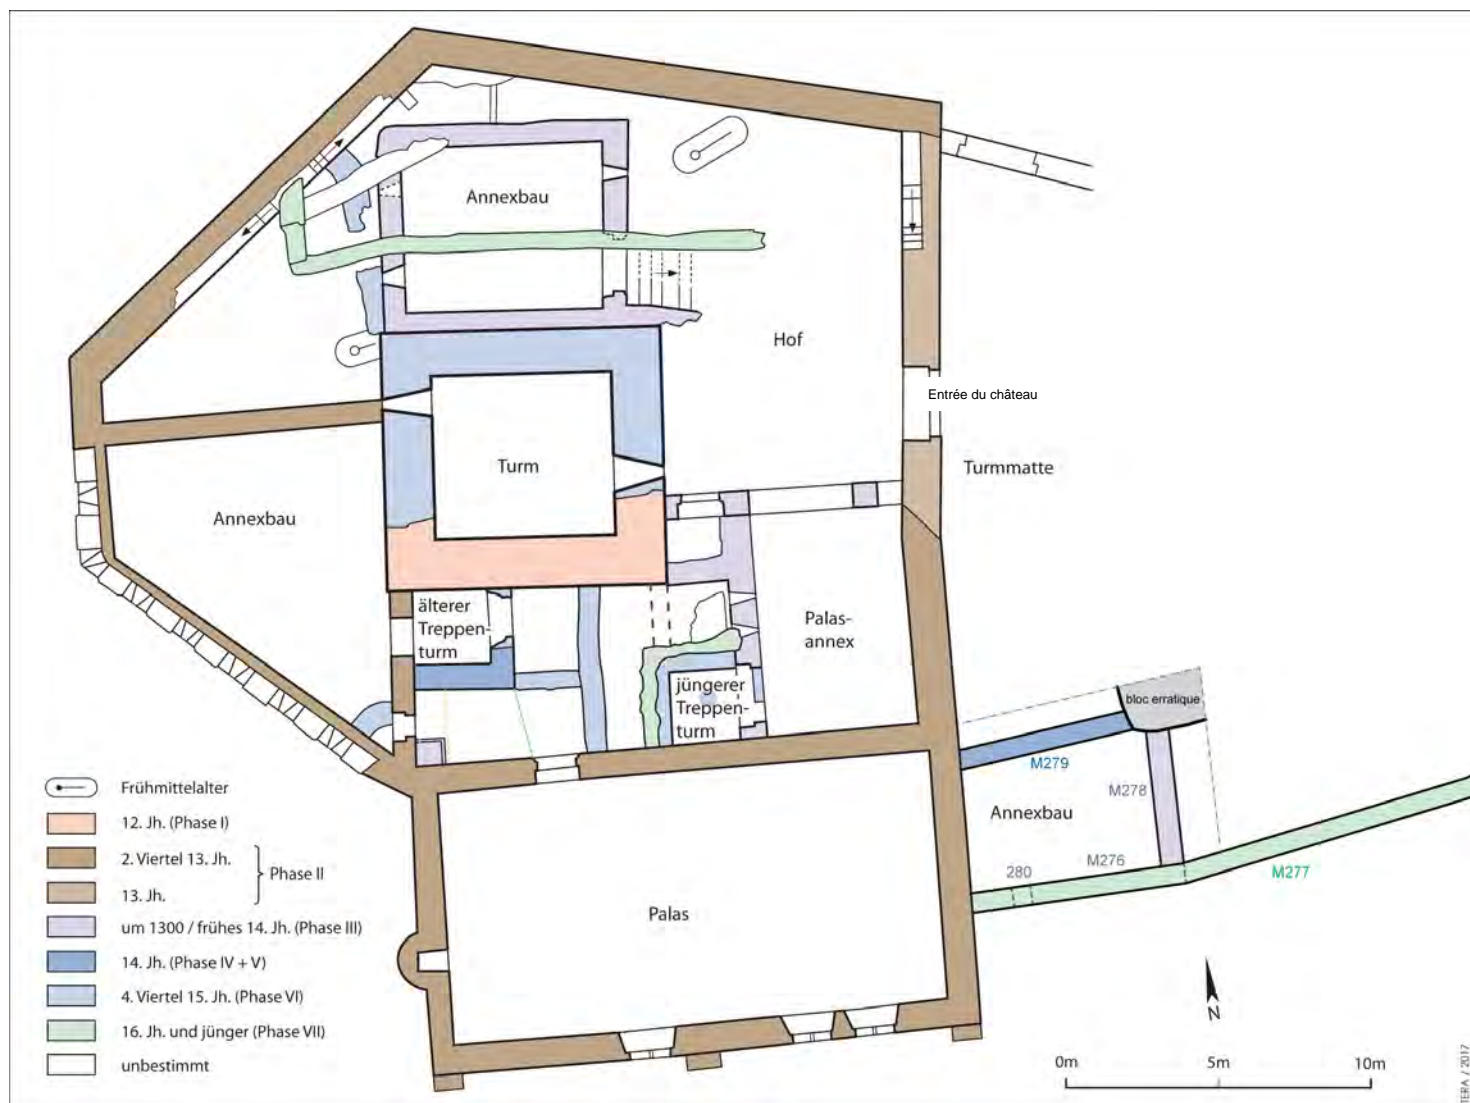 Annexbau
Hof
Entrée du château
Turm
Turmmatte
Annexbau
älterer
Treppen-
turm
Palas-
annex
jüngerer
Treppen-
turm
bloc erratique
M279
M278
Annexbau
M276
280
M277
Palas
Frühmittelalter
12. Jh. (Phase I)
2. Viertel 13. Jh.
Phase II
13. Jh.
um 1300 / frühes 14. Jh. (Phase III)
14. Jh. (Phase IV + V)
4. Viertel 15. Jh. (Phase VI)
16. Jh. und jünger (Phase VII)
unbestimmt
N
0m
5m
10m
TERA / 2017